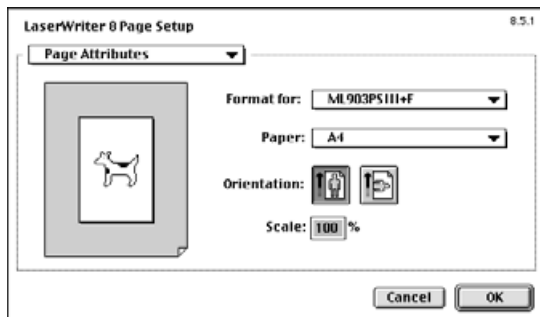 LaserWriter 8 Page Setup
8.5.1
Page Attributes
Format for: ML903PSIII+F
Paper: A4
Orientation:
Scale: 100 %
Cancel OK